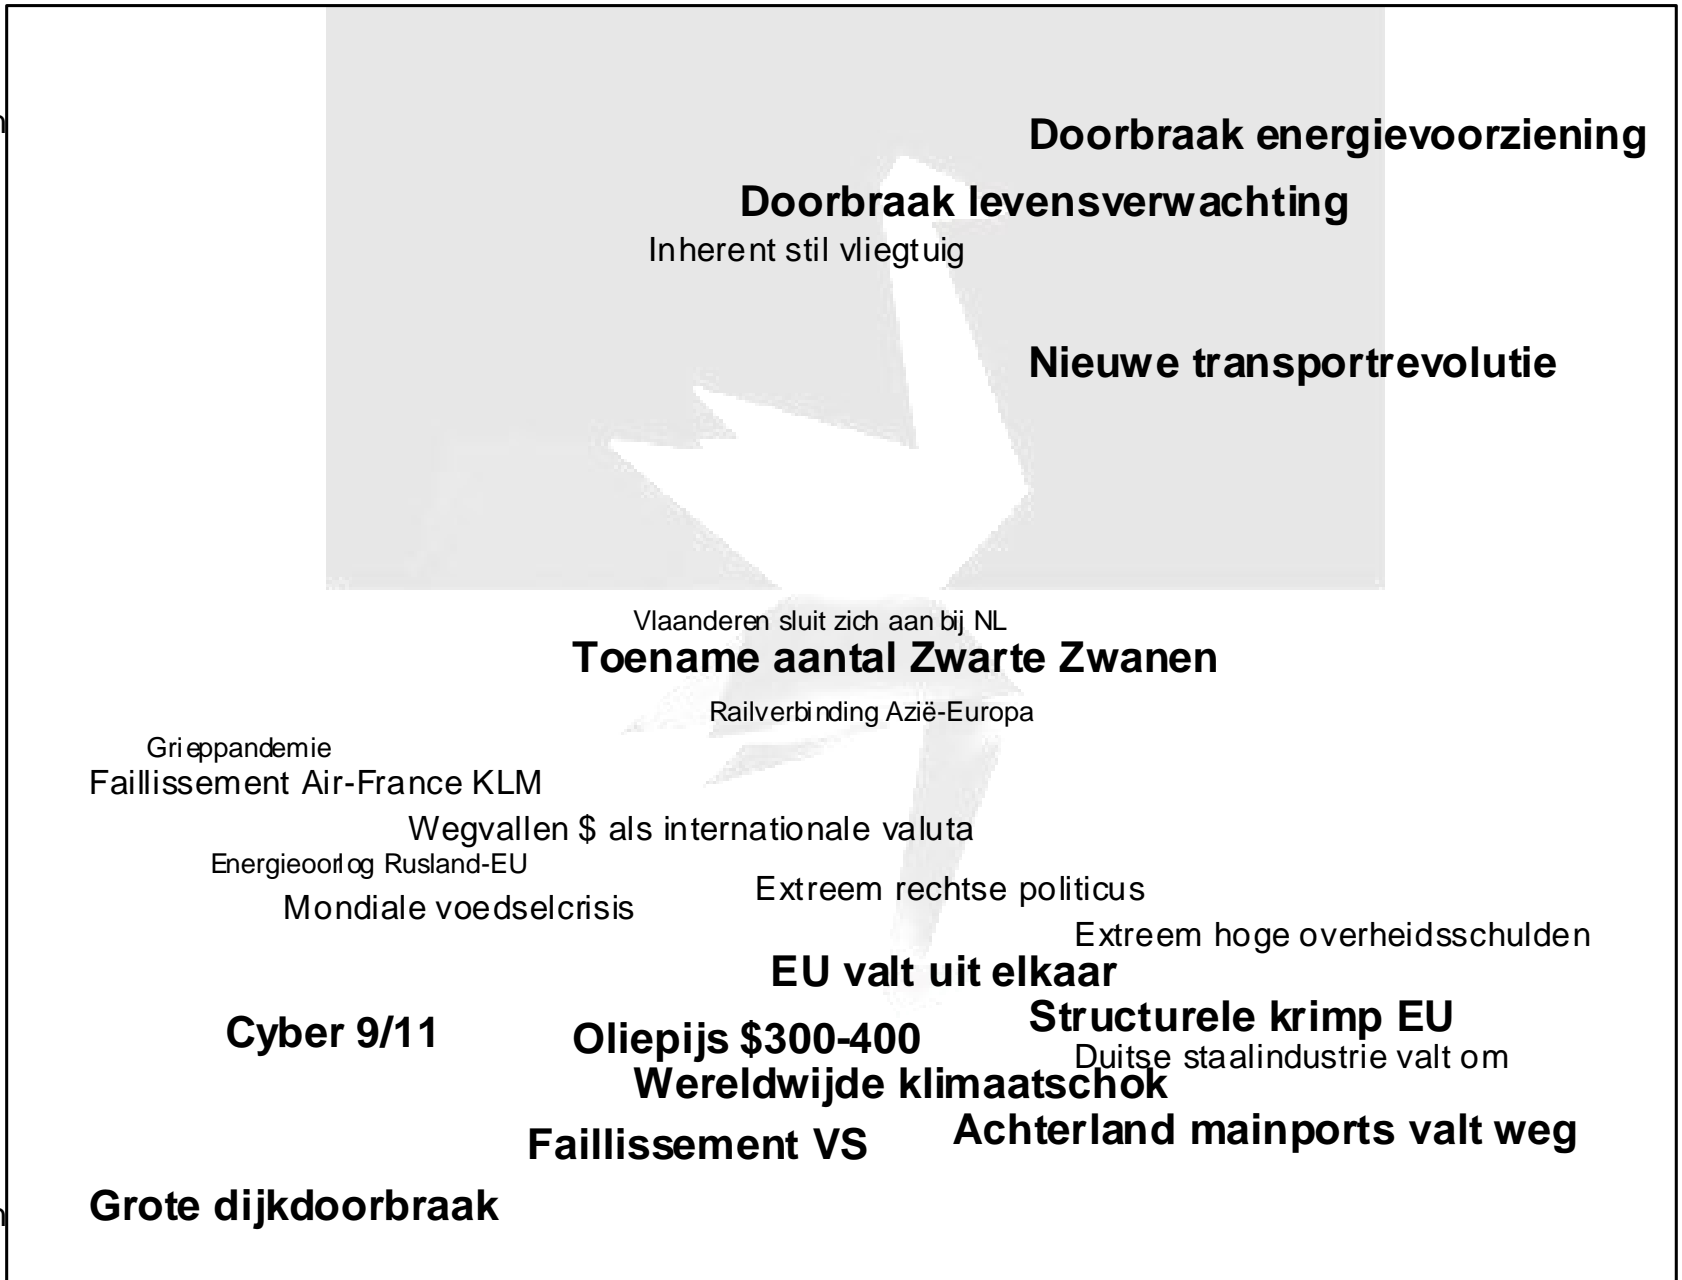 Doorbraak energievoorziening
Doorbraak levensverwachting
Inherent stil vliegtuig
Nieuwe transportrevolutie
Vlaanderen sluit zich aan bij NL
Toename aantal Zwarte Zwanen
Railverbinding Azië-Europa
Grieppandemie
Faillissement Air-France KLM
Wegvallen $ als internationale valuta
Energieoorlog Rusland-EU
Extreem rechtse politicus
Mondiale voedselcrisis
Extreem hoge overheidsschulden
EU valt uit elkaar
Structurele krimp EU
Cyber 9/11
Oliepijs $300-400
Duitse staalindustrie valt om
Wereldwijde klimaatschok
Achterland mainports valt weg
Faillissement VS
Grote dijkdoorbraak